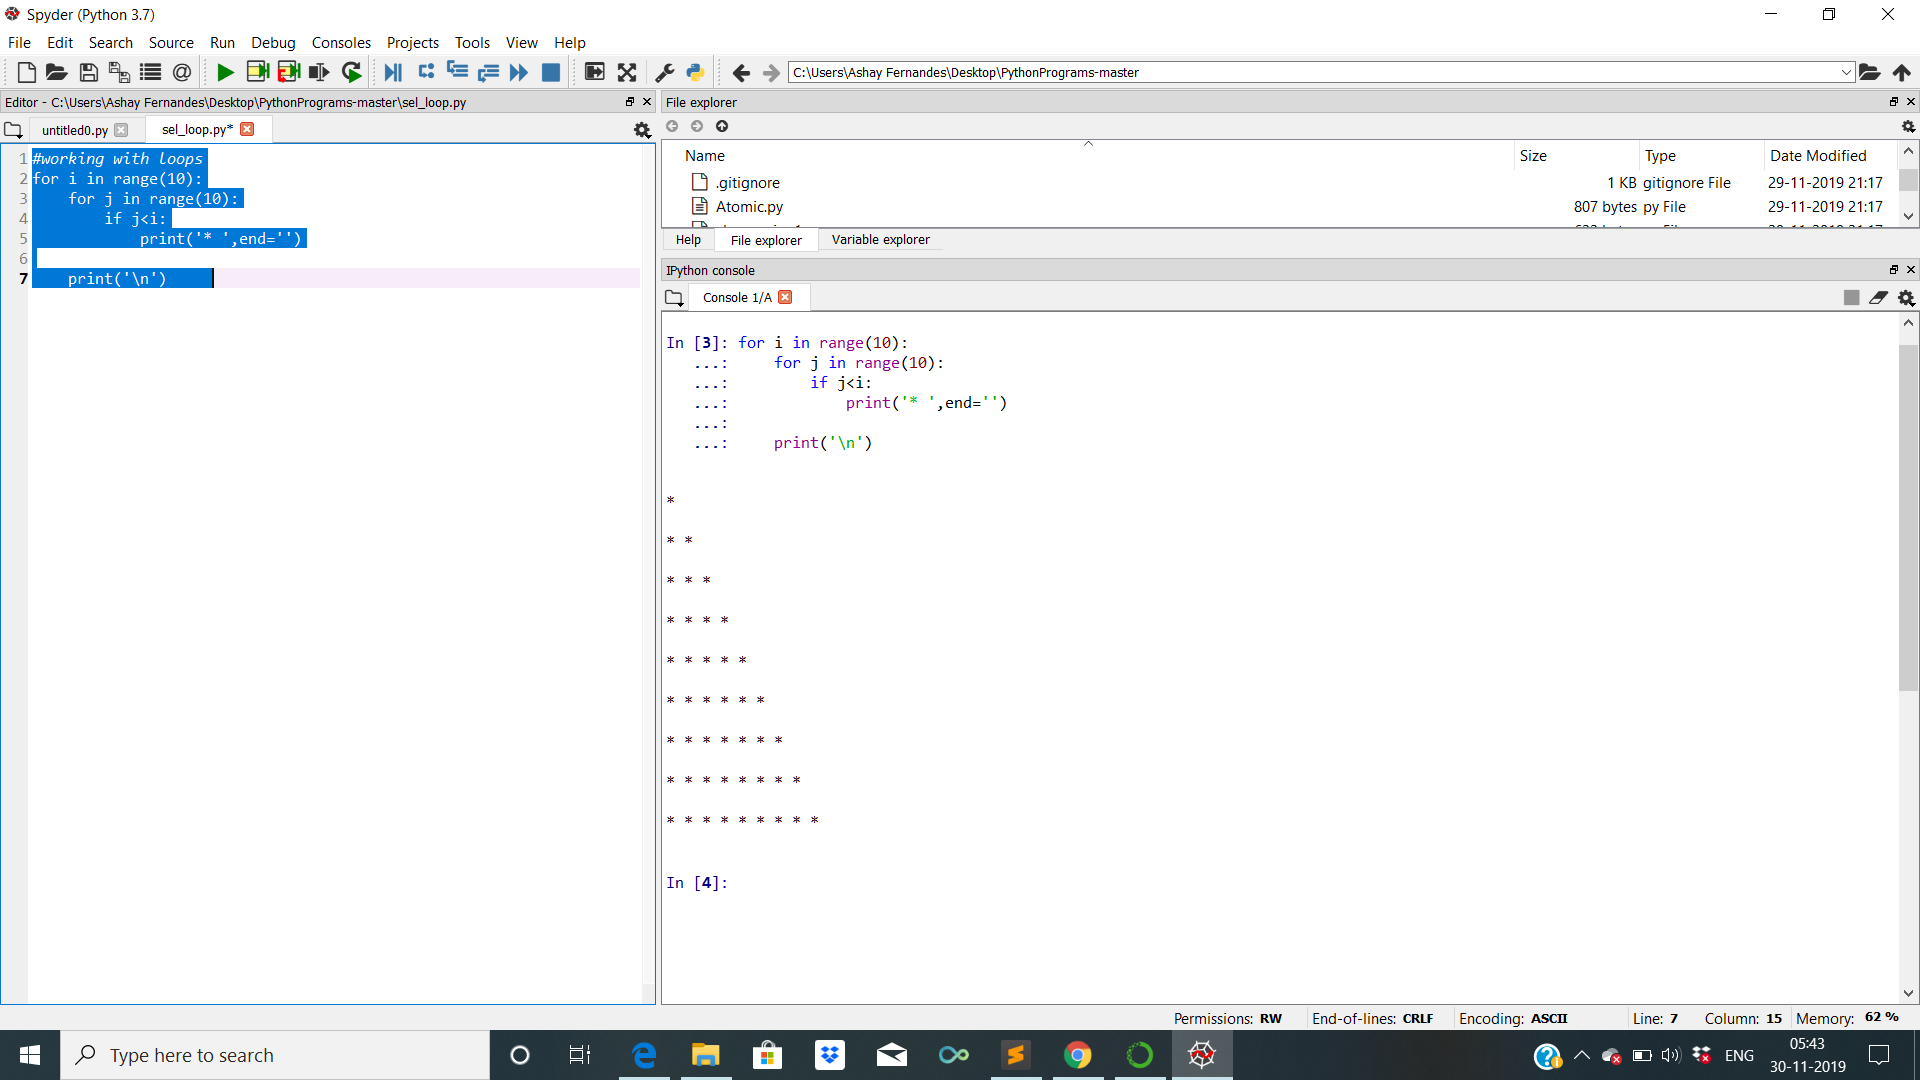 Spyder (Python 3.7)
File Edit Search Source Run Debug Consoles Projects Tools View Help
C:\Users\Ashay Fernandes\Desktop\PythonPrograms-master
Editor - C:\Users\Ashay Fernandes\Desktop\PythonPrograms-master\sel_loop.py
untitled0.py sel_loop.py*
1 #working with loops
2 for i in range(10):
3     for j in range(10):
4         if j<i:
5             print('* ',end='')
6
7     print('\n')
File explorer
Name Size Type Date Modified
.gitignore 1 KB gitignore File 29-11-2019 21:17
Atomic.py 807 bytes py File 29-11-2019 21:17
Help File explorer Variable explorer
IPython console
Console 1/A
In [3]: for i in range(10):
   ...:     for j in range(10):
   ...:         if j<i:
   ...:             print('* ',end='')
   ...:
   ...:     print('\n')
*
* *
* * *
* * * *
* * * * *
* * * * * *
* * * * * * *
* * * * * * * *
* * * * * * * * *
In [4]:
Permissions: RW End-of-lines: CRLF Encoding: ASCII Line: 7 Column: 15 Memory: 62 %
Type here to search
ENG
05:43
30-11-2019